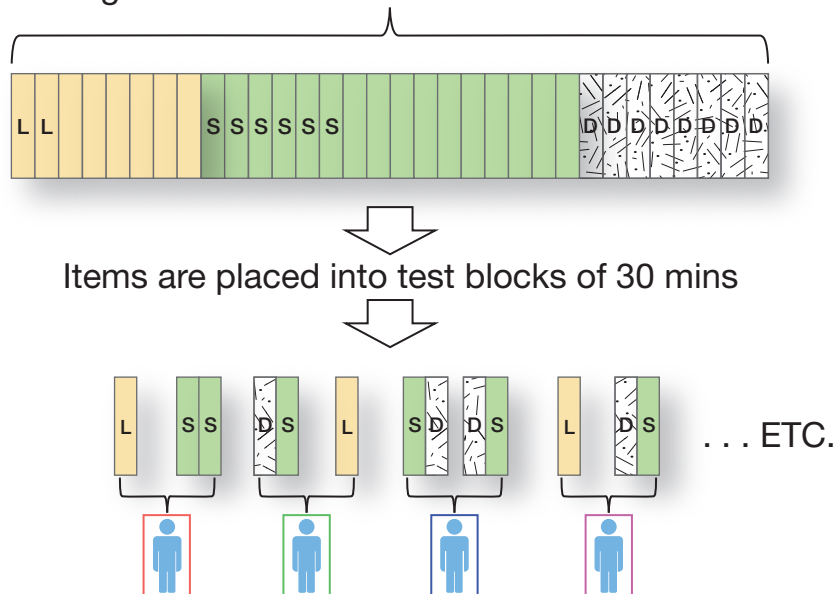 L L S S S S S S D D D D D D D D
Items are placed into test blocks of 30 mins
L S S D S L S D D S L D S . . . ETC.